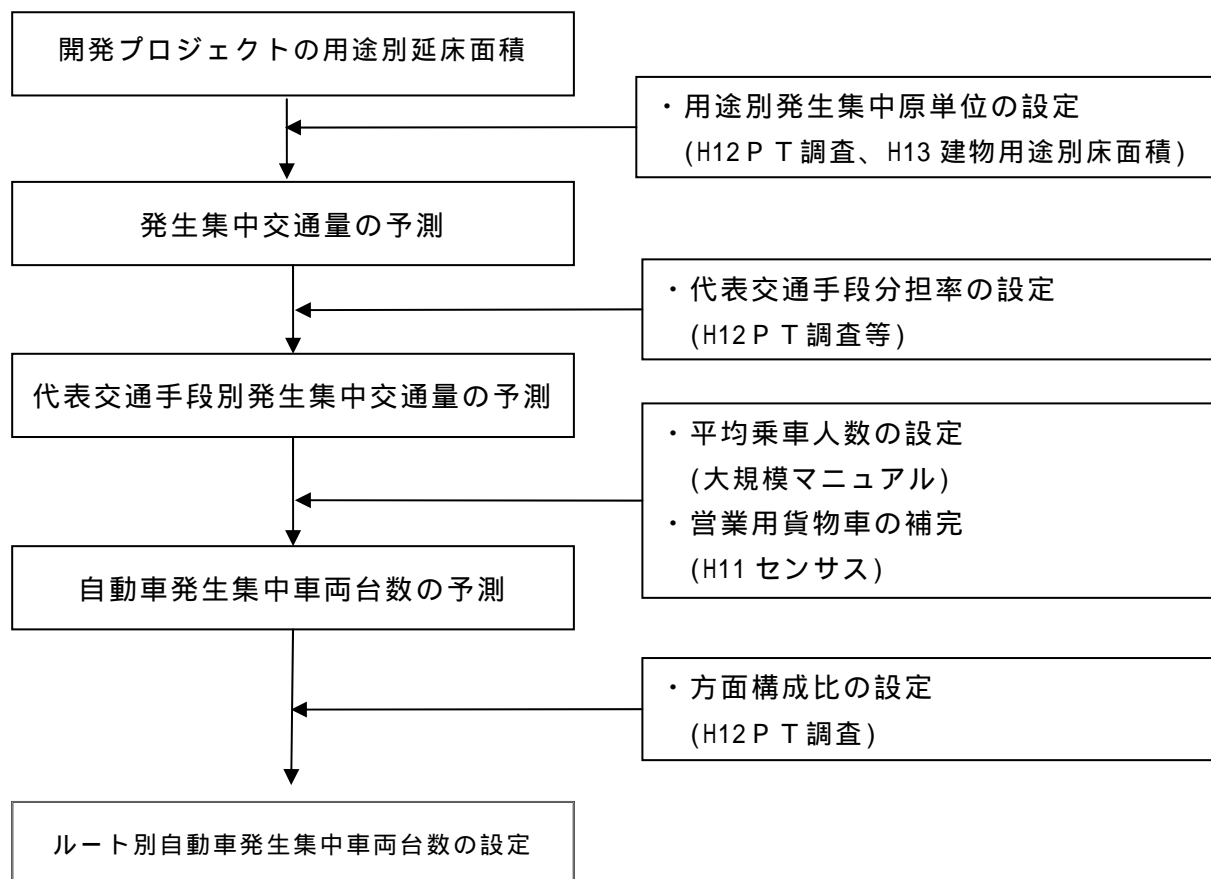 開発プロジェクトの用途別延床面積
・用途別発生集中原単位の設定
(H12ＰＴ調査、H13 建物用途別床面積)
発生集中交通量の予測
・代表交通手段分担率の設定
(H12ＰＴ調査等)
代表交通手段別発生集中交通量の予測
・平均乗車人数の設定
(大規模マニュアル)
・営業用貨物車の補完
(H11 センサス)
自動車発生集中車両台数の予測
・方面構成比の設定
(H12ＰＴ調査)
ルート別自動車発生集中車両台数の設定